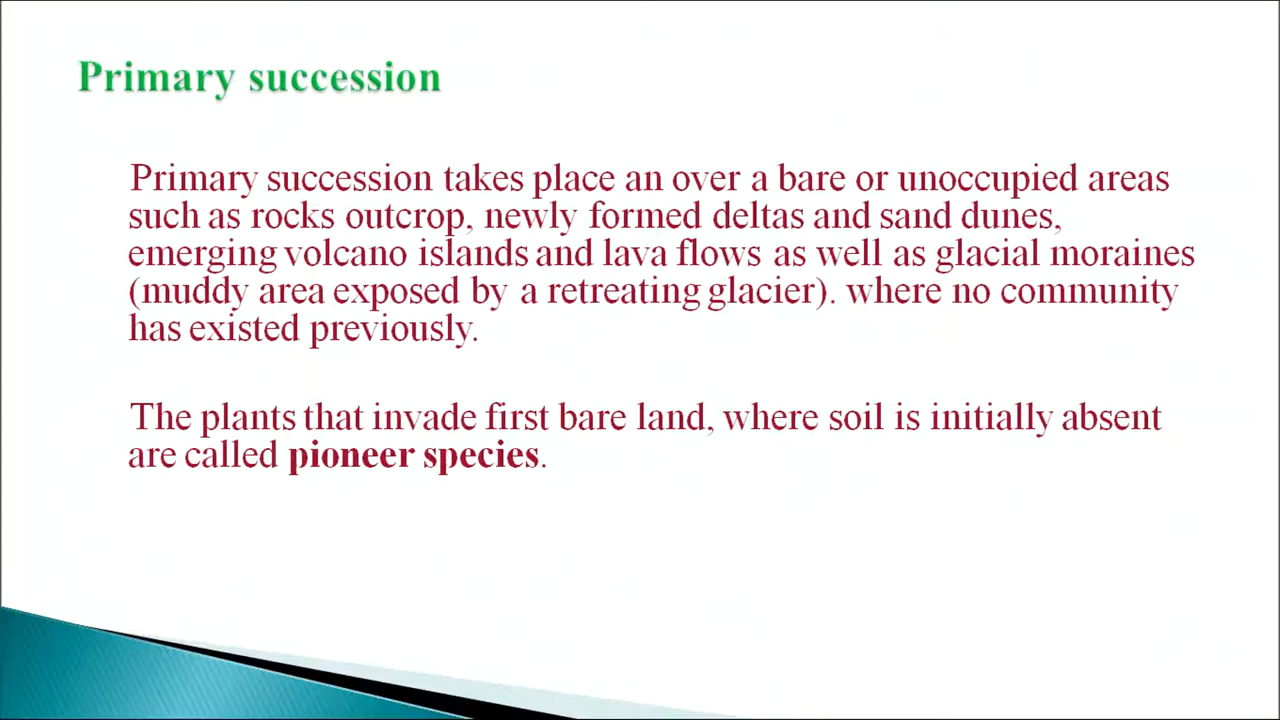 Primary succession
Primary succession takes place an over a bare or unoccupied areas
such as rocks outcrop, newly formed deltas and sand dunes,
emerging volcano islands and lava flows as well as glacial moraines
(muddy area exposed by a retreating glacier). where no community
has existed previously.
The plants that invade first bare land, where soil is initially absent
are called pioneer species.